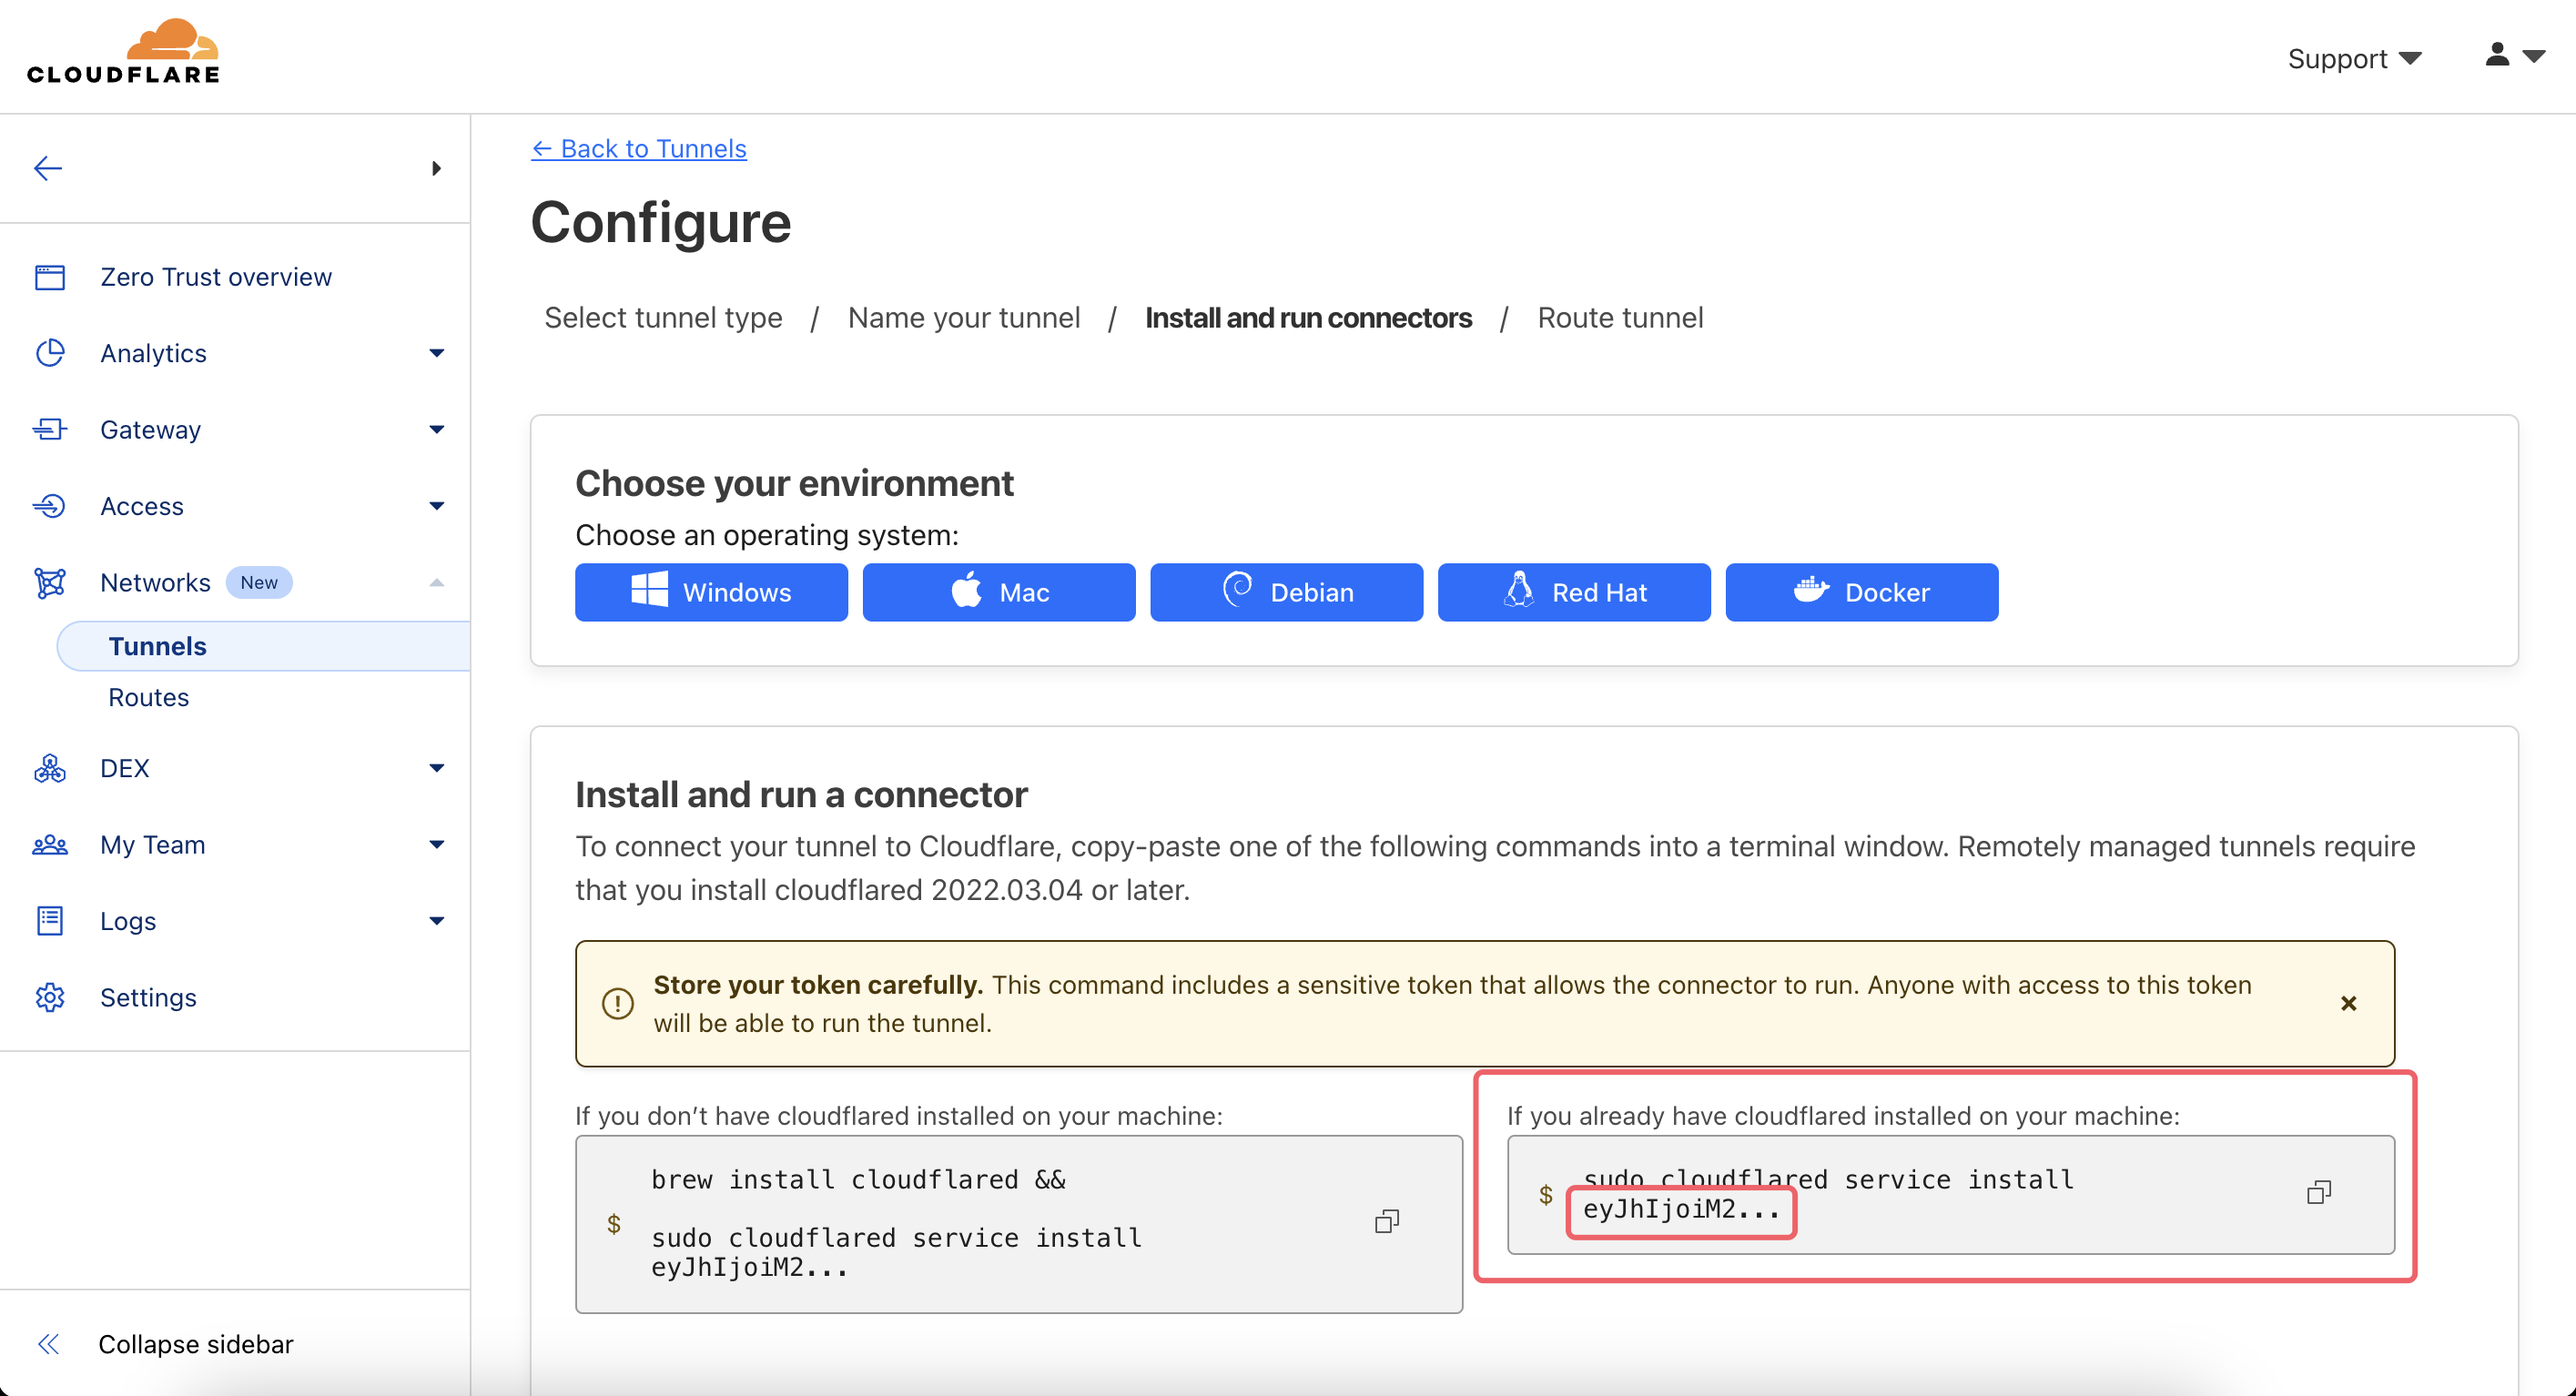 CLOUDFLARE
Support
← Back to Tunnels
Configure
Select tunnel type / Name your tunnel / Install and run connectors / Route tunnel
Zero Trust overview
Analytics
Gateway
Access
Networks New
Tunnels
Routes
DEX
My Team
Logs
Settings
Collapse sidebar
Choose your environment
Choose an operating system:
Windows Mac Debian Red Hat Docker
Install and run a connector
To connect your tunnel to Cloudflare, copy-paste one of the following commands into a terminal window. Remotely managed tunnels require
that you install cloudflared 2022.03.04 or later.
Store your token carefully. This command includes a sensitive token that allows the connector to run. Anyone with access to this token
will be able to run the tunnel.
If you don’t have cloudflared installed on your machine:
brew install cloudflared &&
$
sudo cloudflared service install
eyJhIjoiM2...
If you already have cloudflared installed on your machine:
$
sudo cloudflared service install
eyJhIjoiM2...